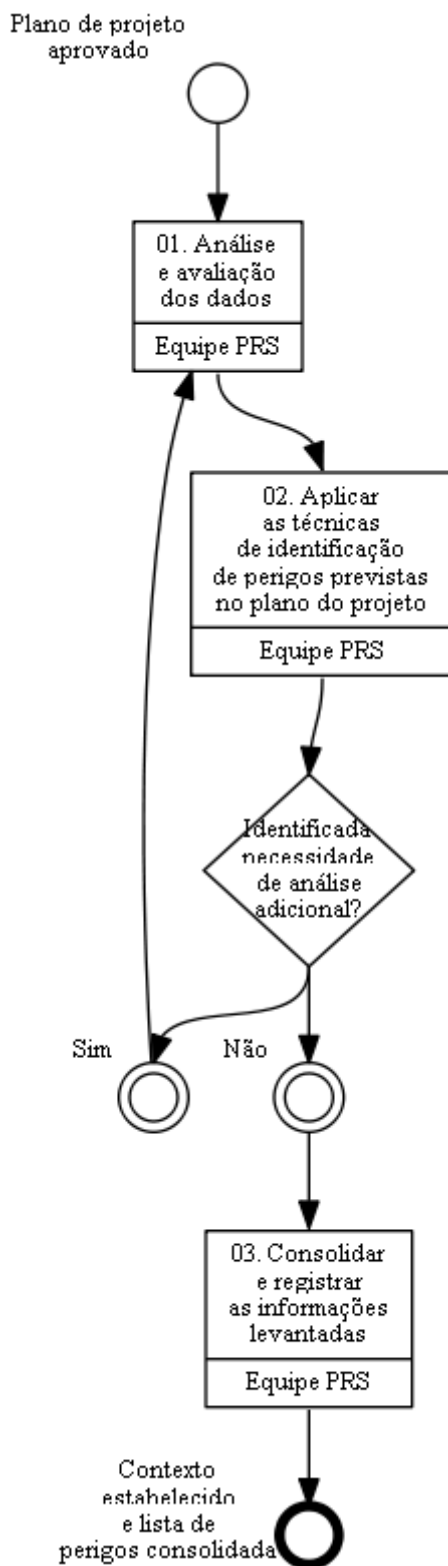 Plano de projeto
aprovado
01. Análise
e avaliação
dos dados
Equipe PRS
02. Aplicar
as técnicas
de identificação
de perigos previstas
no plano do projeto
Equipe PRS
Identificada
necessidade
de análise
adicional?
Sim
Não
03. Consolidar
e registrar
as informações
levantadas
Equipe PRS
Contexto
estabelecido
e lista de
perigos consolidada